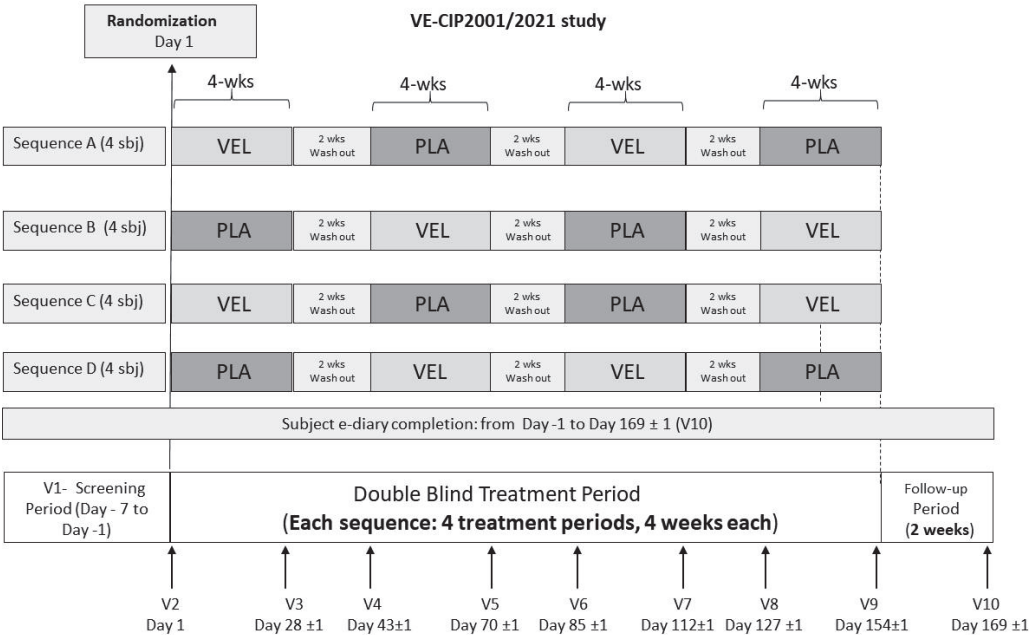 Randomization
Day 1
VE-CIP2001/2021 study
4-wks
4-wks
4-wks
4-wks
Sequence A (4 sbj)
VEL
2 wks
Wash out
PLA
2 wks
Wash out
VEL
2 wks
Wash out
PLA
Sequence B (4 sbj)
PLA
2 wks
Wash out
VEL
2 wks
Wash out
PLA
2 wks
Wash out
VEL
Sequence C (4 sbj)
VEL
2 wks
Wash out
PLA
2 wks
Wash out
PLA
2 wks
Wash out
VEL
Sequence D (4 sbj)
PLA
2 wks
Wash out
VEL
2 wks
Wash out
VEL
2 wks
Wash out
PLA
Subject e-diary completion: from Day -1 to Day 169 ± 1 (V10)
V1- Screening
Period (Day - 7 to
Day -1)
Double Blind Treatment Period
(Each sequence: 4 treatment periods, 4 weeks each)
Follow-up
Period
(2 weeks)
V2
Day 1
V3
Day 28 ±1
V4
Day 43±1
V5
Day 70 ±1
V6
Day 85 ±1
V7
Day 112±1
V8
Day 127 ±1
V9
Day 154±1
V10
Day 169 ±1